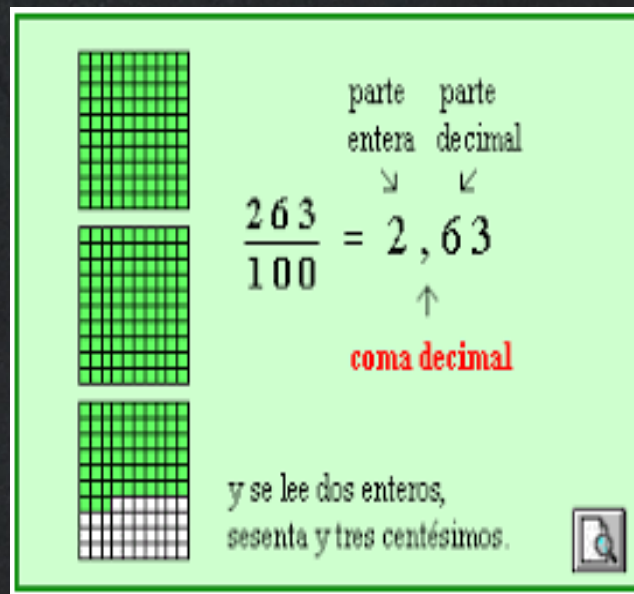 parte parte
entera decimal
263
100
= 2,63
coma decimal
y se lee dos enteros,
sesenta y tres centésimos.